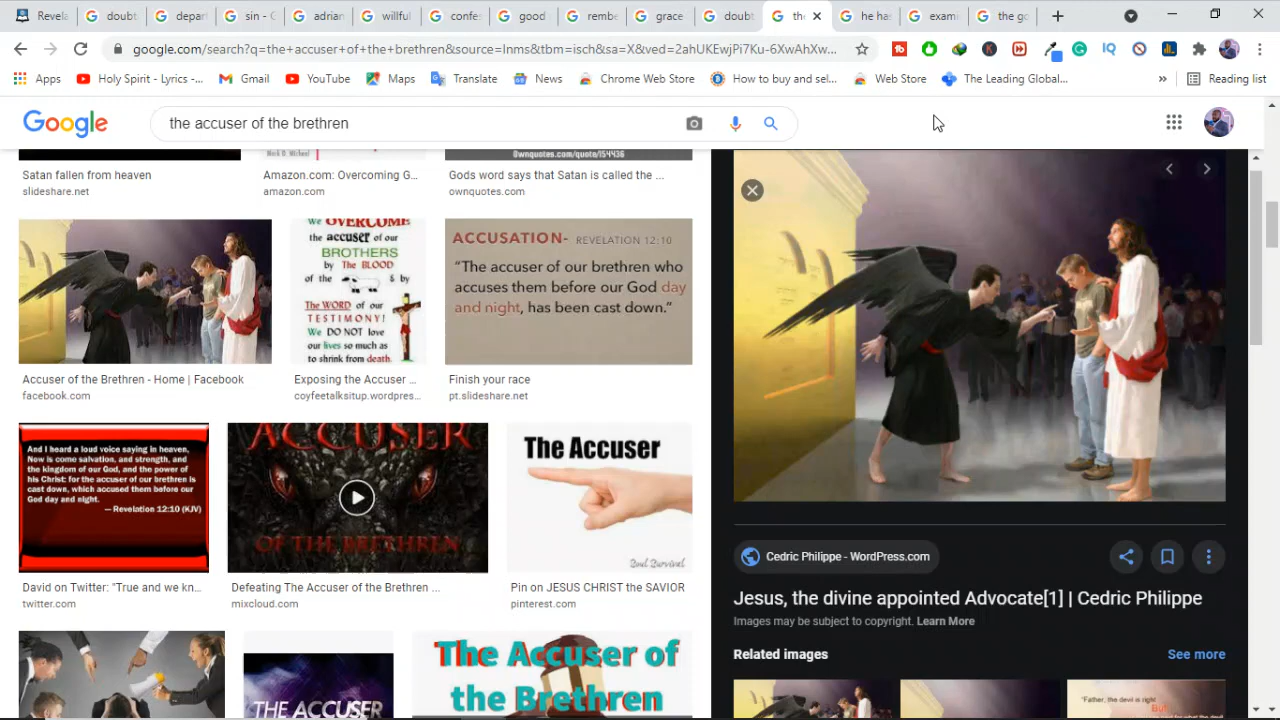 Revela
doubt
depart
sin - G
adrian
willful
confes
good
rembe
grace
doubt
the
he has
exami
the go
google.com/search?q=the+accuser+of+the+brethren&source=lnms&tbm=isch&sa=X&ved=2ahUKEwjPi7Ku-6XwAhXw...
Apps
Holy Spirit - Lyrics -...
Gmail
YouTube
Maps
Translate
News
Chrome Web Store
How to buy and sel...
Web Store
The Leading Global...
»
Reading list
Google
the accuser of the brethren
Ownquotes.com/quote/154436
Satan fallen from heaven
slideshare.net
Amazon.com: Overcoming G...
amazon.com
Gods word says that Satan is called the ...
ownquotes.com
We OVERCOME
the accuser of our
BROTHERS
by The BLOOD
of the & by
The WORD of our
TESTIMONY!
We DO NOT love
our lives so much as
to shrink from death.
ACCUSATION- REVELATION 12:10
“The accuser of our brethren who
accuses them before our God day
and night, has been cast down.”
Accuser of the Brethren - Home | Facebook
facebook.com
Exposing the Accuser ...
coyfeetalksitup.wordpres...
Finish your race
pt.slideshare.net
And I heard a loud voice saying in heaven,
Now is come salvation, and strength, and
the kingdom of our God, and the power of
his Christ: for the accuser of our brethren is
cast down, which accused them before our
God day and night.
— Revelation 12:10 (KJV)
ACCUSER
OF THE BRETHREN
The Accuser
Soul Survival
David on Twitter: "True and we kn...
twitter.com
Defeating The Accuser of the Brethren ...
mixcloud.com
Pin on JESUS CHRIST the SAVIOR
pinterest.com
THE ACCUSER
The Accuser of
the Brethren
Cedric Philippe - WordPress.com
Jesus, the divine appointed Advocate[1] | Cedric Philippe
Images may be subject to copyright. Learn More
Related images
See more
"Father, the devil is right
But